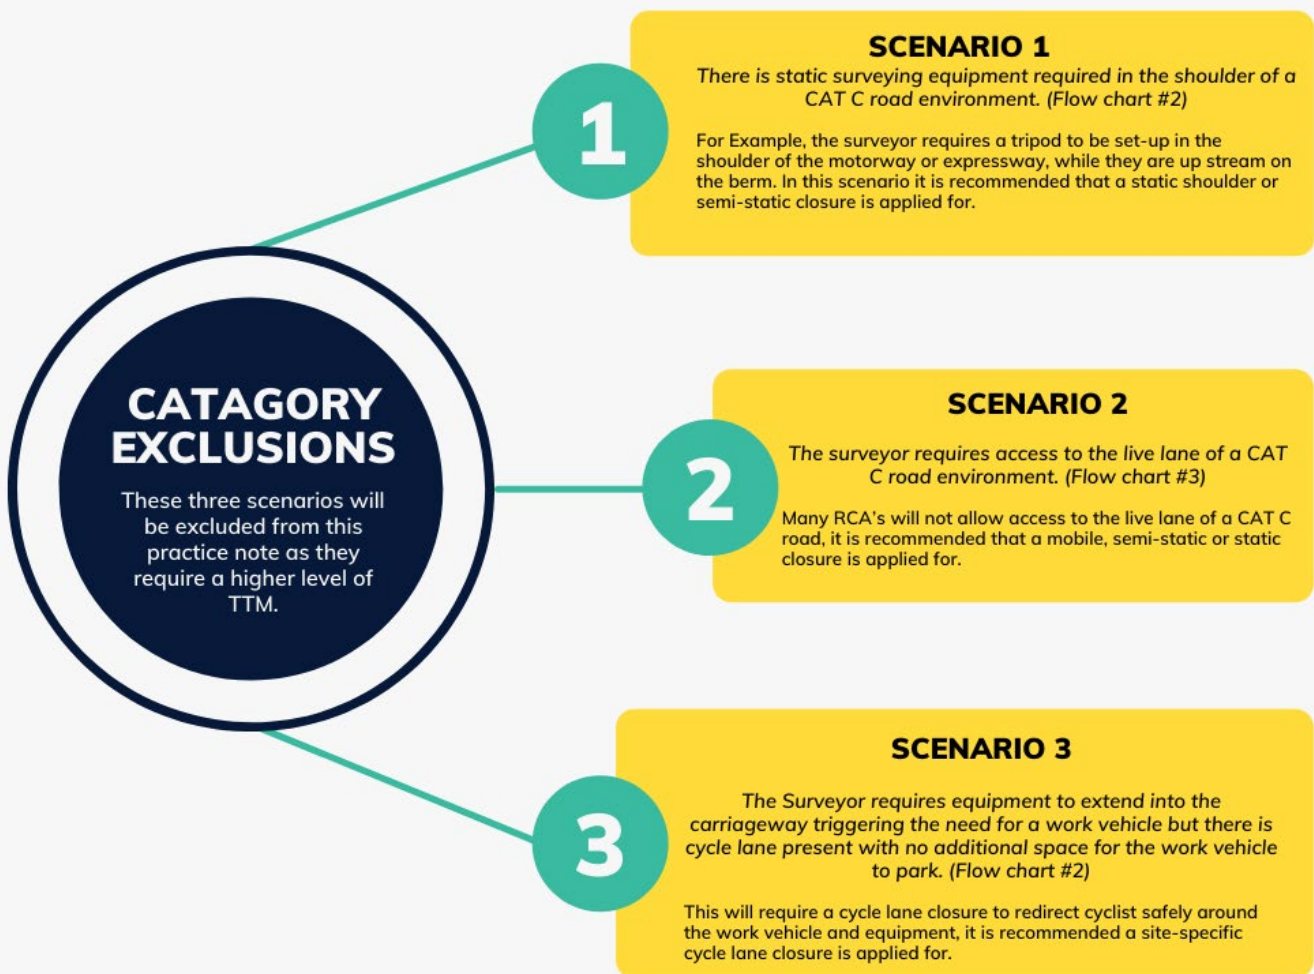 CATAGORY
EXCLUSIONS
These three scenarios will
be excluded from this
practice note as they
require a higher level of
TTM.
1
SCENARIO 1
There is static surveying equipment required in the shoulder of a
CAT C road environment. (Flow chart #2)
For Example, the surveyor requires a tripod to be set-up in the
shoulder of the motorway or expressway, while they are up stream on
the berm. In this scenario it is recommended that a static shoulder or
semi-static closure is applied for.
2
SCENARIO 2
The surveyor requires access to the live lane of a CAT
C road environment. (Flow chart #3)
Many RCA's will not allow access to the live lane of a CAT C
road, it is recommended that a mobile, semi-static or static
closure is applied for.
3
SCENARIO 3
The Surveyor requires equipment to extend into the
carriageway triggering the need for a work vehicle but there is
cycle lane present with no additional space for the work vehicle
to park. (Flow chart #2)
This will require a cycle lane closure to redirect cyclist safely around
the work vehicle and equipment, it is recommended a site-specific
cycle lane closure is applied for.